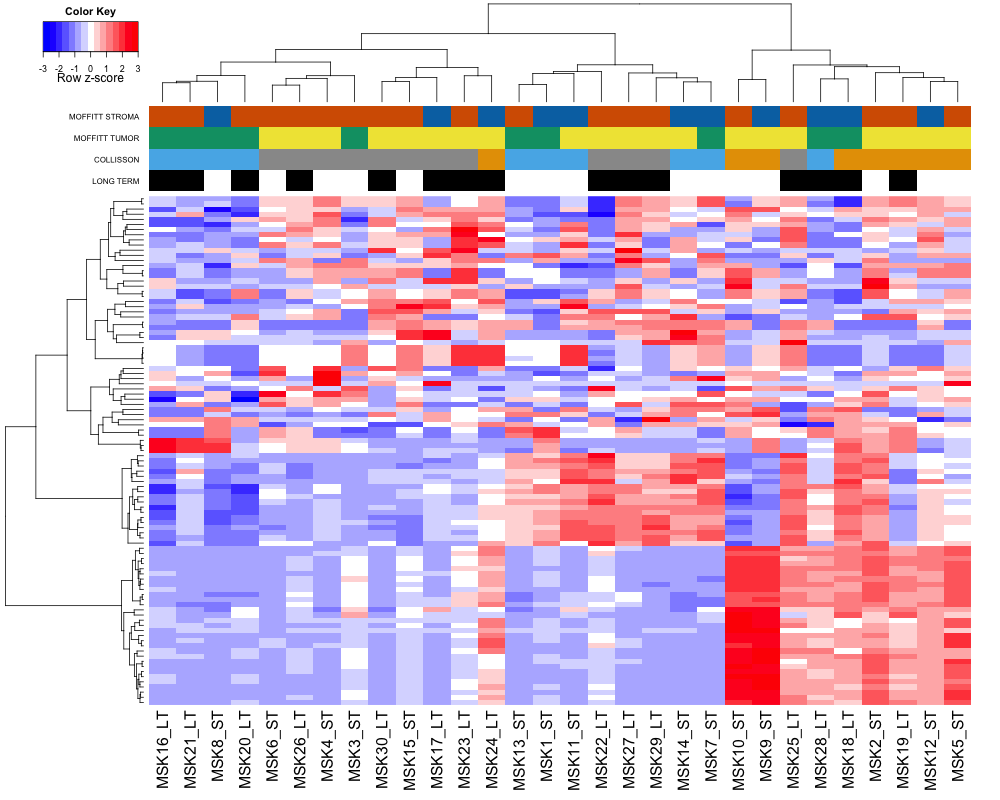 Color Key
-3 -2 -1 0 1 2 3
Row z-score
MOFFITT STROMA
MOFFITT TUMOR
COLLISSON
LONG TERM
MSK16_LT
MSK21_LT
MSK8_ST
MSK20_LT
MSK6_ST
MSK26_LT
MSK4_ST
MSK3_ST
MSK30_LT
MSK15_ST
MSK17_LT
MSK23_LT
MSK24_LT
MSK13_ST
MSK1_ST
MSK11_ST
MSK22_LT
MSK27_LT
MSK29_LT
MSK14_ST
MSK7_ST
MSK10_ST
MSK9_ST
MSK25_LT
MSK28_LT
MSK18_LT
MSK2_ST
MSK19_LT
MSK12_ST
MSK5_ST